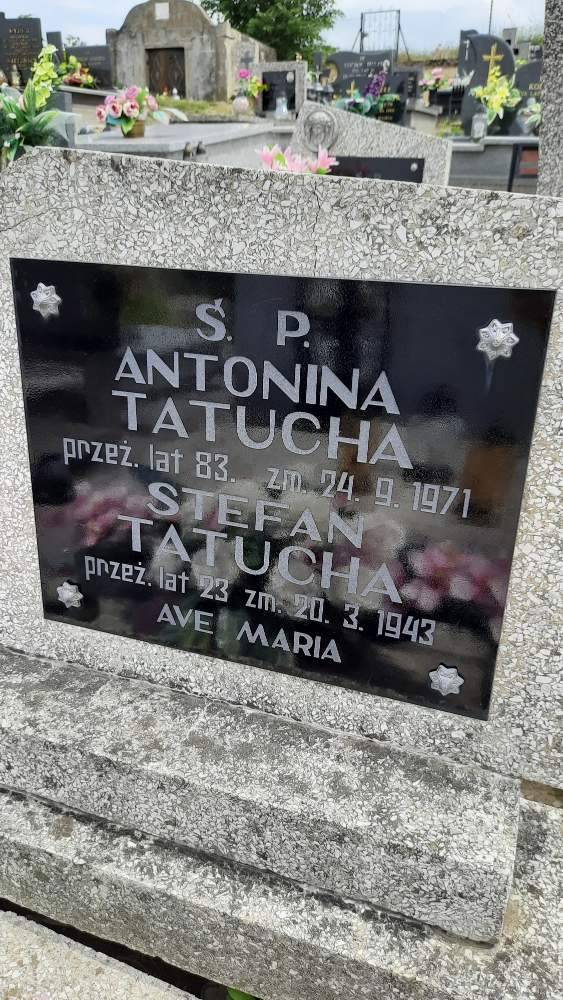 Ś. P.
ANTONINA
TATUCHA
przeż. lat 83. zm. 24. 9. 1971
STEFAN
TATUCHA
przeż. lat 23 zm. 20. 3. 1943
AVE MARIA